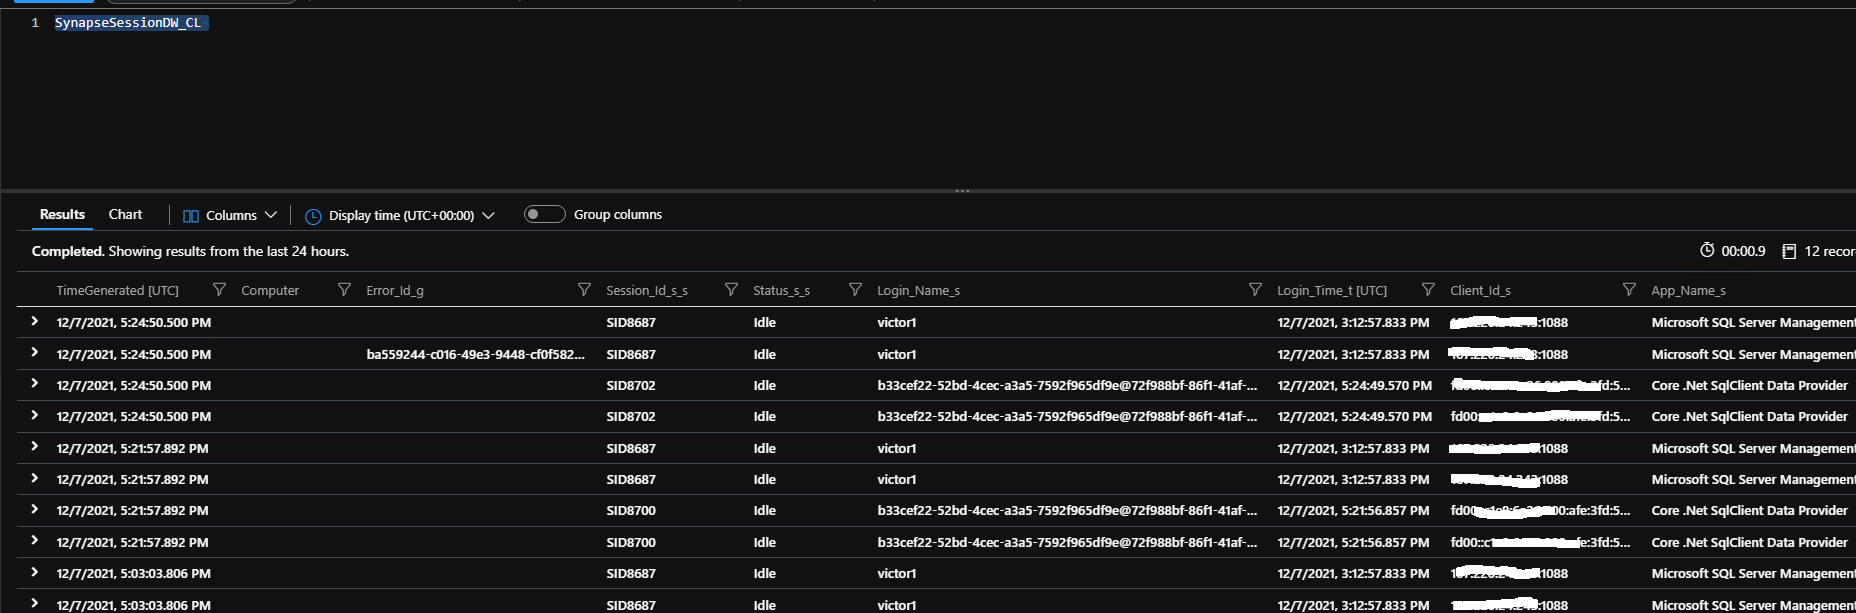 1 SynapseSessionDW_CL
Results Chart Columns Display time (UTC+00:00) Group columns
Completed. Showing results from the last 24 hours. 00:00.9 12 recor
TimeGenerated [UTC] Computer Error_Id_g Session_Id_s_s Status_s_s Login_Name_s Login_Time_t [UTC] Client_Id_s App_Name_s
12/7/2021, 5:24:50.500 PM SID8687 Idle victor1 12/7/2021, 3:12:57.833 PM :1088 Microsoft SQL Server Management
12/7/2021, 5:24:50.500 PM ba559244-c016-49e3-9448-cf0f582... SID8687 Idle victor1 12/7/2021, 3:12:57.833 PM :1088 Microsoft SQL Server Management
12/7/2021, 5:24:50.500 PM SID8702 Idle b33cef22-52bd-4cec-a3a5-7592f965df9e@72f988bf-86f1-41af-... 12/7/2021, 5:24:49.570 PM fd:5... Core .Net SqlClient Data Provider
12/7/2021, 5:24:50.500 PM SID8702 Idle b33cef22-52bd-4cec-a3a5-7592f965df9e@72f988bf-86f1-41af-... 12/7/2021, 5:24:49.570 PM fd00: fd:5... Core .Net SqlClient Data Provider
12/7/2021, 5:21:57.892 PM SID8687 Idle victor1 12/7/2021, 3:12:57.833 PM :1088 Microsoft SQL Server Management
12/7/2021, 5:21:57.892 PM SID8687 Idle victor1 12/7/2021, 3:12:57.833 PM :1088 Microsoft SQL Server Management
12/7/2021, 5:21:57.892 PM SID8700 Idle b33cef22-52bd-4cec-a3a5-7592f965df9e@72f988bf-86f1-41af-... 12/7/2021, 5:21:56.857 PM fd00 00:afe:3fd:5... Core .Net SqlClient Data Provider
12/7/2021, 5:21:57.892 PM SID8700 Idle b33cef22-52bd-4cec-a3a5-7592f965df9e@72f988bf-86f1-41af-... 12/7/2021, 5:21:56.857 PM fd00::c1 fe:3fd:5... Core .Net SqlClient Data Provider
12/7/2021, 5:03:03.806 PM SID8687 Idle victor1 12/7/2021, 3:12:57.833 PM :1088 Microsoft SQL Server Management
12/7/2021, 5:03:03.806 PM SID8687 Idle victor1 12/7/2021, 3:12:57.833 PM :1088 Microsoft SQL Server Management